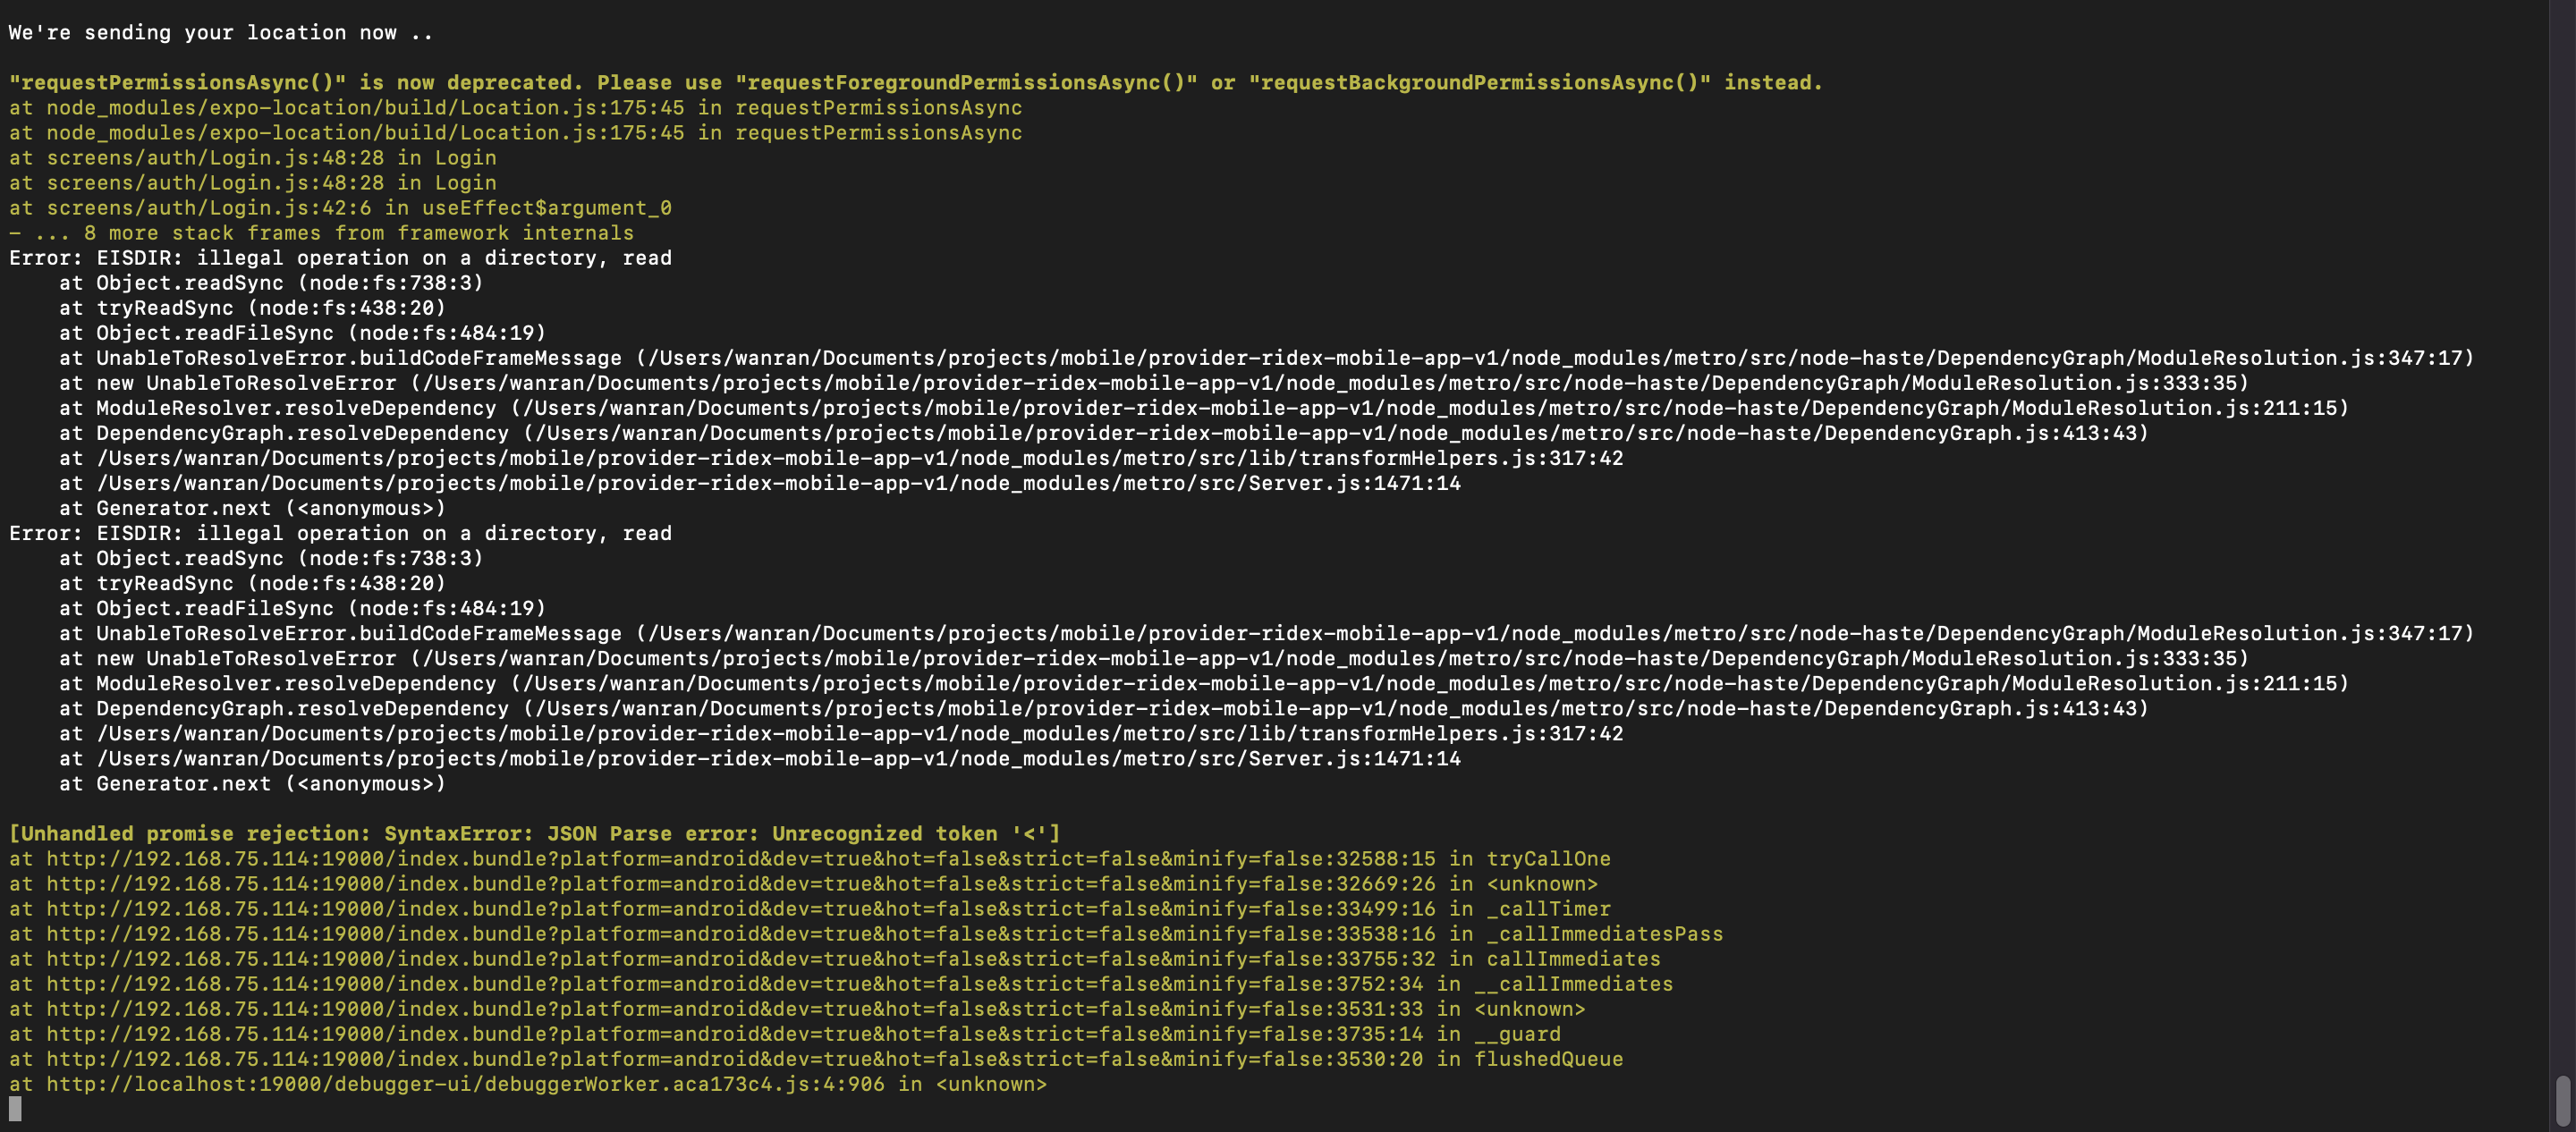 We're sending your location now ..
"requestPermissionsAsync()" is now deprecated. Please use "requestForegroundPermissionsAsync()" or "requestBackgroundPermissionsAsync()" instead.
at node_modules/expo-location/build/Location.js:175:45 in requestPermissionsAsync
at node_modules/expo-location/build/Location.js:175:45 in requestPermissionsAsync
at screens/auth/Login.js:48:28 in Login
at screens/auth/Login.js:48:28 in Login
at screens/auth/Login.js:42:6 in useEffect$argument_0
- ... 8 more stack frames from framework internals
Error: EISDIR: illegal operation on a directory, read
    at Object.readSync (node:fs:738:3)
    at tryReadSync (node:fs:438:20)
    at Object.readFileSync (node:fs:484:19)
    at UnableToResolveError.buildCodeFrameMessage (/Users/wanran/Documents/projects/mobile/provider-ridex-mobile-app-v1/node_modules/metro/src/node-haste/DependencyGraph/ModuleResolution.js:347:17)
    at new UnableToResolveError (/Users/wanran/Documents/projects/mobile/provider-ridex-mobile-app-v1/node_modules/metro/src/node-haste/DependencyGraph/ModuleResolution.js:333:35)
    at ModuleResolver.resolveDependency (/Users/wanran/Documents/projects/mobile/provider-ridex-mobile-app-v1/node_modules/metro/src/node-haste/DependencyGraph/ModuleResolution.js:211:15)
    at DependencyGraph.resolveDependency (/Users/wanran/Documents/projects/mobile/provider-ridex-mobile-app-v1/node_modules/metro/src/node-haste/DependencyGraph.js:413:43)
    at /Users/wanran/Documents/projects/mobile/provider-ridex-mobile-app-v1/node_modules/metro/src/lib/transformHelpers.js:317:42
    at /Users/wanran/Documents/projects/mobile/provider-ridex-mobile-app-v1/node_modules/metro/src/Server.js:1471:14
    at Generator.next (<anonymous>)
Error: EISDIR: illegal operation on a directory, read
    at Object.readSync (node:fs:738:3)
    at tryReadSync (node:fs:438:20)
    at Object.readFileSync (node:fs:484:19)
    at UnableToResolveError.buildCodeFrameMessage (/Users/wanran/Documents/projects/mobile/provider-ridex-mobile-app-v1/node_modules/metro/src/node-haste/DependencyGraph/ModuleResolution.js:347:17)
    at new UnableToResolveError (/Users/wanran/Documents/projects/mobile/provider-ridex-mobile-app-v1/node_modules/metro/src/node-haste/DependencyGraph/ModuleResolution.js:333:35)
    at ModuleResolver.resolveDependency (/Users/wanran/Documents/projects/mobile/provider-ridex-mobile-app-v1/node_modules/metro/src/node-haste/DependencyGraph/ModuleResolution.js:211:15)
    at DependencyGraph.resolveDependency (/Users/wanran/Documents/projects/mobile/provider-ridex-mobile-app-v1/node_modules/metro/src/node-haste/DependencyGraph.js:413:43)
    at /Users/wanran/Documents/projects/mobile/provider-ridex-mobile-app-v1/node_modules/metro/src/lib/transformHelpers.js:317:42
    at /Users/wanran/Documents/projects/mobile/provider-ridex-mobile-app-v1/node_modules/metro/src/Server.js:1471:14
    at Generator.next (<anonymous>)
[Unhandled promise rejection: SyntaxError: JSON Parse error: Unrecognized token '<']
at http://192.168.75.114:19000/index.bundle?platform=android&dev=true&hot=false&strict=false&minify=false:32588:15 in tryCallOne
at http://192.168.75.114:19000/index.bundle?platform=android&dev=true&hot=false&strict=false&minify=false:32669:26 in <unknown>
at http://192.168.75.114:19000/index.bundle?platform=android&dev=true&hot=false&strict=false&minify=false:33499:16 in _callTimer
at http://192.168.75.114:19000/index.bundle?platform=android&dev=true&hot=false&strict=false&minify=false:33538:16 in _callImmediatesPass
at http://192.168.75.114:19000/index.bundle?platform=android&dev=true&hot=false&strict=false&minify=false:33755:32 in callImmediates
at http://192.168.75.114:19000/index.bundle?platform=android&dev=true&hot=false&strict=false&minify=false:3752:34 in __callImmediates
at http://192.168.75.114:19000/index.bundle?platform=android&dev=true&hot=false&strict=false&minify=false:3531:33 in <unknown>
at http://192.168.75.114:19000/index.bundle?platform=android&dev=true&hot=false&strict=false&minify=false:3735:14 in __guard
at http://192.168.75.114:19000/index.bundle?platform=android&dev=true&hot=false&strict=false&minify=false:3530:20 in flushedQueue
at http://localhost:19000/debugger-ui/debuggerWorker.aca173c4.js:4:906 in <unknown>